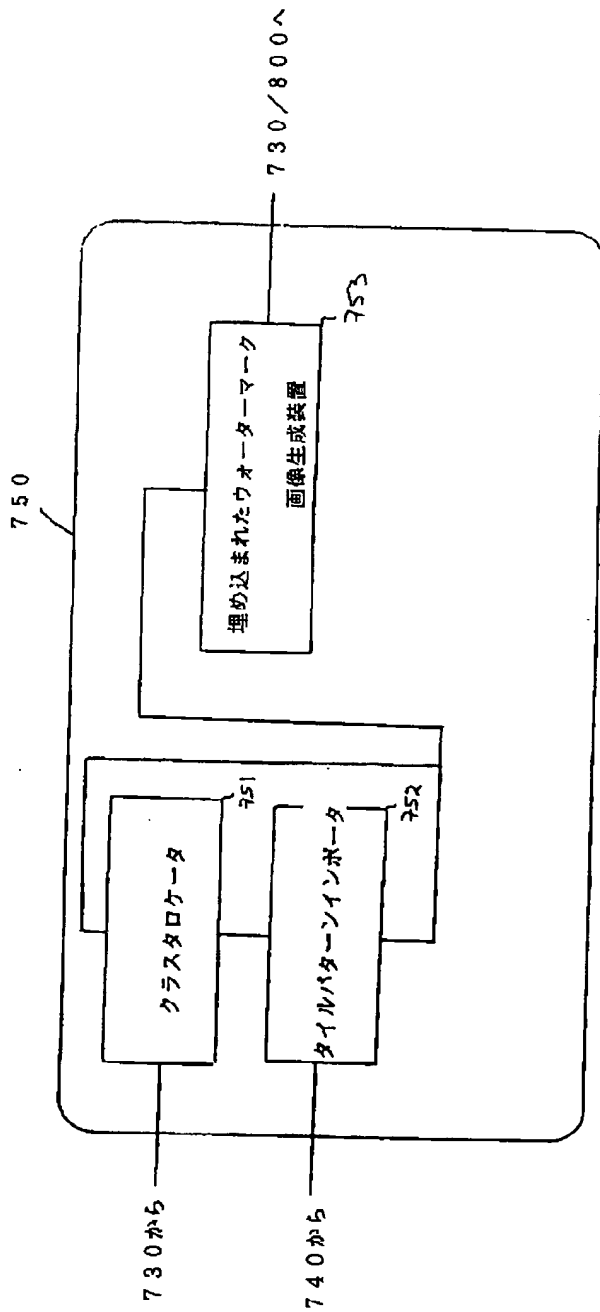 750
730から
クラスタロケータ
751
740から
タイルパターンインポータ
752
埋め込まれたウォーターマーク
画像生成装置
753
730/800へ